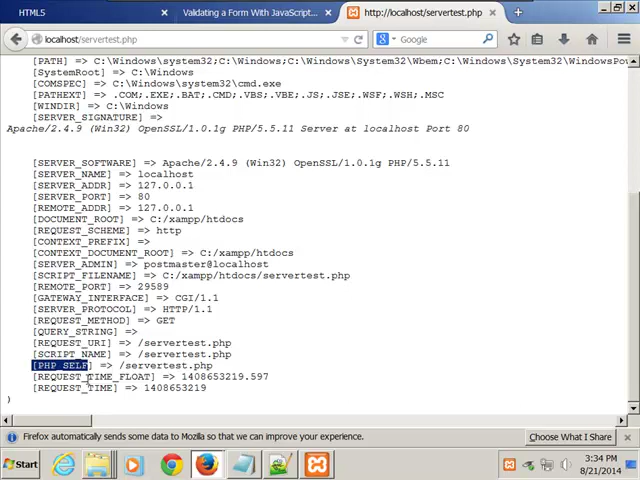 HTML5
Validating a Form With JavaScript...
http://localhost/servertest.php
localhost/servertest.php
Google
[PATH] => C:\Windows\system32;C:\Windows;C:\Windows\System32\Wbem;C:\Windows\System32
[SystemRoot] => C:\Windows
[COMSPEC] => C:\Windows\system32\cmd.exe
[PATHEXT] => .COM;.EXE;.BAT;.CMD;.VBS;.VBE;.JS;.JSE;.WSF;.WSH;.MSC
[WINDIR] => C:\Windows
[SERVER_SIGNATURE] =>
Apache/2.4.9 (Win32) OpenSSL/1.0.1g PHP/5.5.11 Server at localhost Port 80
[SERVER_SOFTWARE] => Apache/2.4.9 (Win32) OpenSSL/1.0.1g PHP/5.5.11
[SERVER_NAME] => localhost
[SERVER_ADDR] => 127.0.0.1
[SERVER_PORT] => 80
[REMOTE_ADDR] => 127.0.0.1
[DOCUMENT_ROOT] => C:/xampp/htdocs
[REQUEST_SCHEME] => http
[CONTEXT_PREFIX] =>
[CONTEXT_DOCUMENT_ROOT] => C:/xampp/htdocs
[SERVER_ADMIN] => postmaster@localhost
[SCRIPT_FILENAME] => C:/xampp/htdocs/servertest.php
[REMOTE_PORT] => 29589
[GATEWAY_INTERFACE] => CGI/1.1
[SERVER_PROTOCOL] => HTTP/1.1
[REQUEST_METHOD] => GET
[QUERY_STRING] =>
[REQUEST_URI] => /servertest.php
[SCRIPT_NAME] => /servertest.php
[PHP_SELF] => /servertest.php
[REQUEST_TIME_FLOAT] => 1408653219.597
[REQUEST_TIME] => 1408653219
)
Firefox automatically sends some data to Mozilla so that we can improve your experience.
Choose What I Share
Start
3:34 PM
8/21/2014